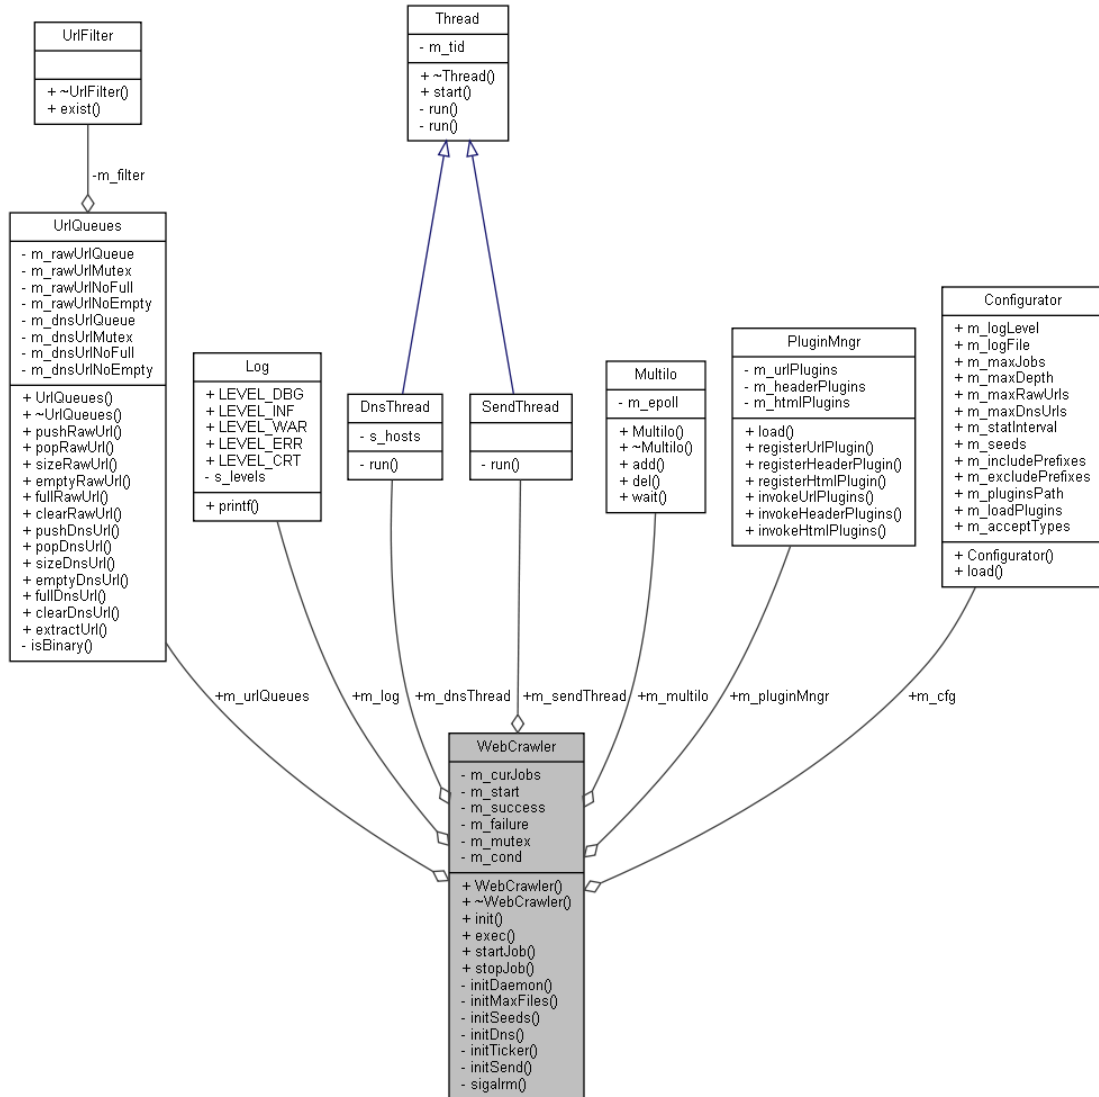 UrlFilter
+ ~UrlFilter()
+ exist()
Thread
- m_tid
+ ~Thread()
+ start()
- run()
- run()
-m_filter
UrlQueues
- m_rawUrlQueue
- m_rawUrlMutex
- m_rawUrlNoFull
- m_rawUrlNoEmpty
- m_dnsUrlQueue
- m_dnsUrlMutex
- m_dnsUrlNoFull
- m_dnsUrlNoEmpty
+ UrlQueues()
+ ~UrlQueues()
+ pushRawUrl()
+ popRawUrl()
+ sizeRawUrl()
+ emptyRawUrl()
+ fullRawUrl()
+ clearRawUrl()
+ pushDnsUrl()
+ popDnsUrl()
+ sizeDnsUrl()
+ emptyDnsUrl()
+ fullDnsUrl()
+ clearDnsUrl()
+ extractUrl()
- isBinary()
Log
+ LEVEL_DBG
+ LEVEL_INF
+ LEVEL_WAR
+ LEVEL_ERR
+ LEVEL_CRT
- s_levels
+ printf()
DnsThread
- s_hosts
- run()
SendThread
- run()
MultiIo
- m_epoll
+ MultiIo()
+ ~MultiIo()
+ add()
+ del()
+ wait()
PluginMngr
- m_urlPlugins
- m_headerPlugins
- m_htmlPlugins
+ load()
+ registerUrlPlugin()
+ registerHeaderPlugin()
+ registerHtmlPlugin()
+ invokeUrlPlugins()
+ invokeHeaderPlugins()
+ invokeHtmlPlugins()
Configurator
+ m_logLevel
+ m_logFile
+ m_maxJobs
+ m_maxDepth
+ m_maxRawUrls
+ m_maxDnsUrls
+ m_statInterval
+ m_seeds
+ m_includePrefixes
+ m_excludePrefixes
+ m_pluginsPath
+ m_loadPlugins
+ m_acceptTypes
+ Configurator()
+ load()
+m_urlQueues
+m_log
+m_dnsThread
+m_sendThread
+m_multiIo
+m_pluginMngr
+m_cfg
WebCrawler
- m_curJobs
- m_start
- m_success
- m_failure
- m_mutex
- m_cond
+ WebCrawler()
+ ~WebCrawler()
+ init()
+ exec()
+ startJob()
+ stopJob()
- initDaemon()
- initMaxFiles()
- initSeeds()
- initDns()
- initTicker()
- initSend()
- sigalrm()